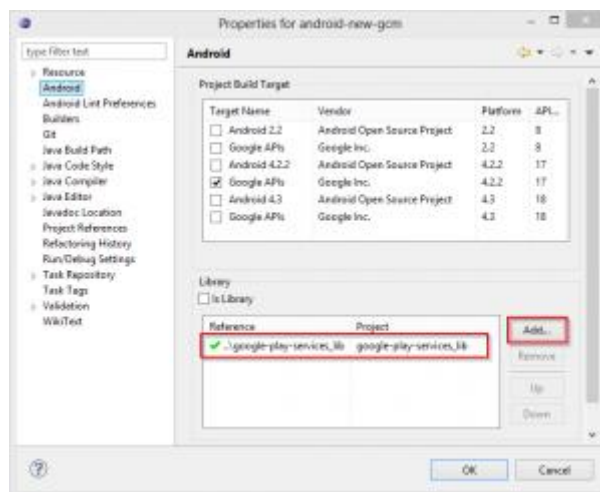 Properties for android-new-gcm
type filter text
Resource
Android
Android Lint Preferences
Builders
Git
Java Build Path
Java Code Style
Java Compiler
Java Editor
Javadoc Location
Project References
Refactoring History
Run/Debug Settings
Task Repository
Task Tags
Validation
WikiText
Android
Project Build Target
Target Name Vendor Platform API...
Android 2.2 Android Open Source Project 2.2 8
Google APIs Google Inc. 2.2 8
Android 4.2.2 Android Open Source Project 4.2.2 17
Google APIs Google Inc. 4.2.2 17
Android 4.3 Android Open Source Project 4.3 18
Google APIs Google Inc. 4.3 18
Library
Is Library
Reference Project
..\google-play-services_lib google-play-services_lib
Add...
Remove
Up
Down
OK Cancel